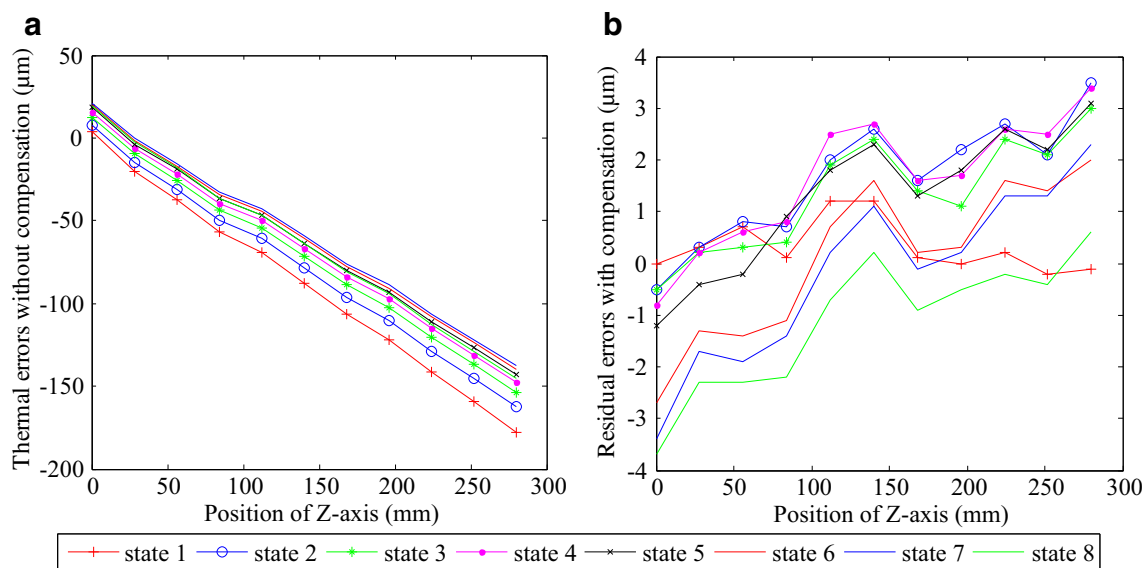 a
Thermal errors without compensation (μm)
50
0
-50
-100
-150
-200
0 50 100 150 200 250 300
Position of Z-axis (mm)
b
Residual errors with compensation (μm)
4
3
2
1
0
-1
-2
-3
-4
0 50 100 150 200 250 300
Position of Z-axis (mm)
state 1 state 2 state 3 state 4 state 5 state 6 state 7 state 8